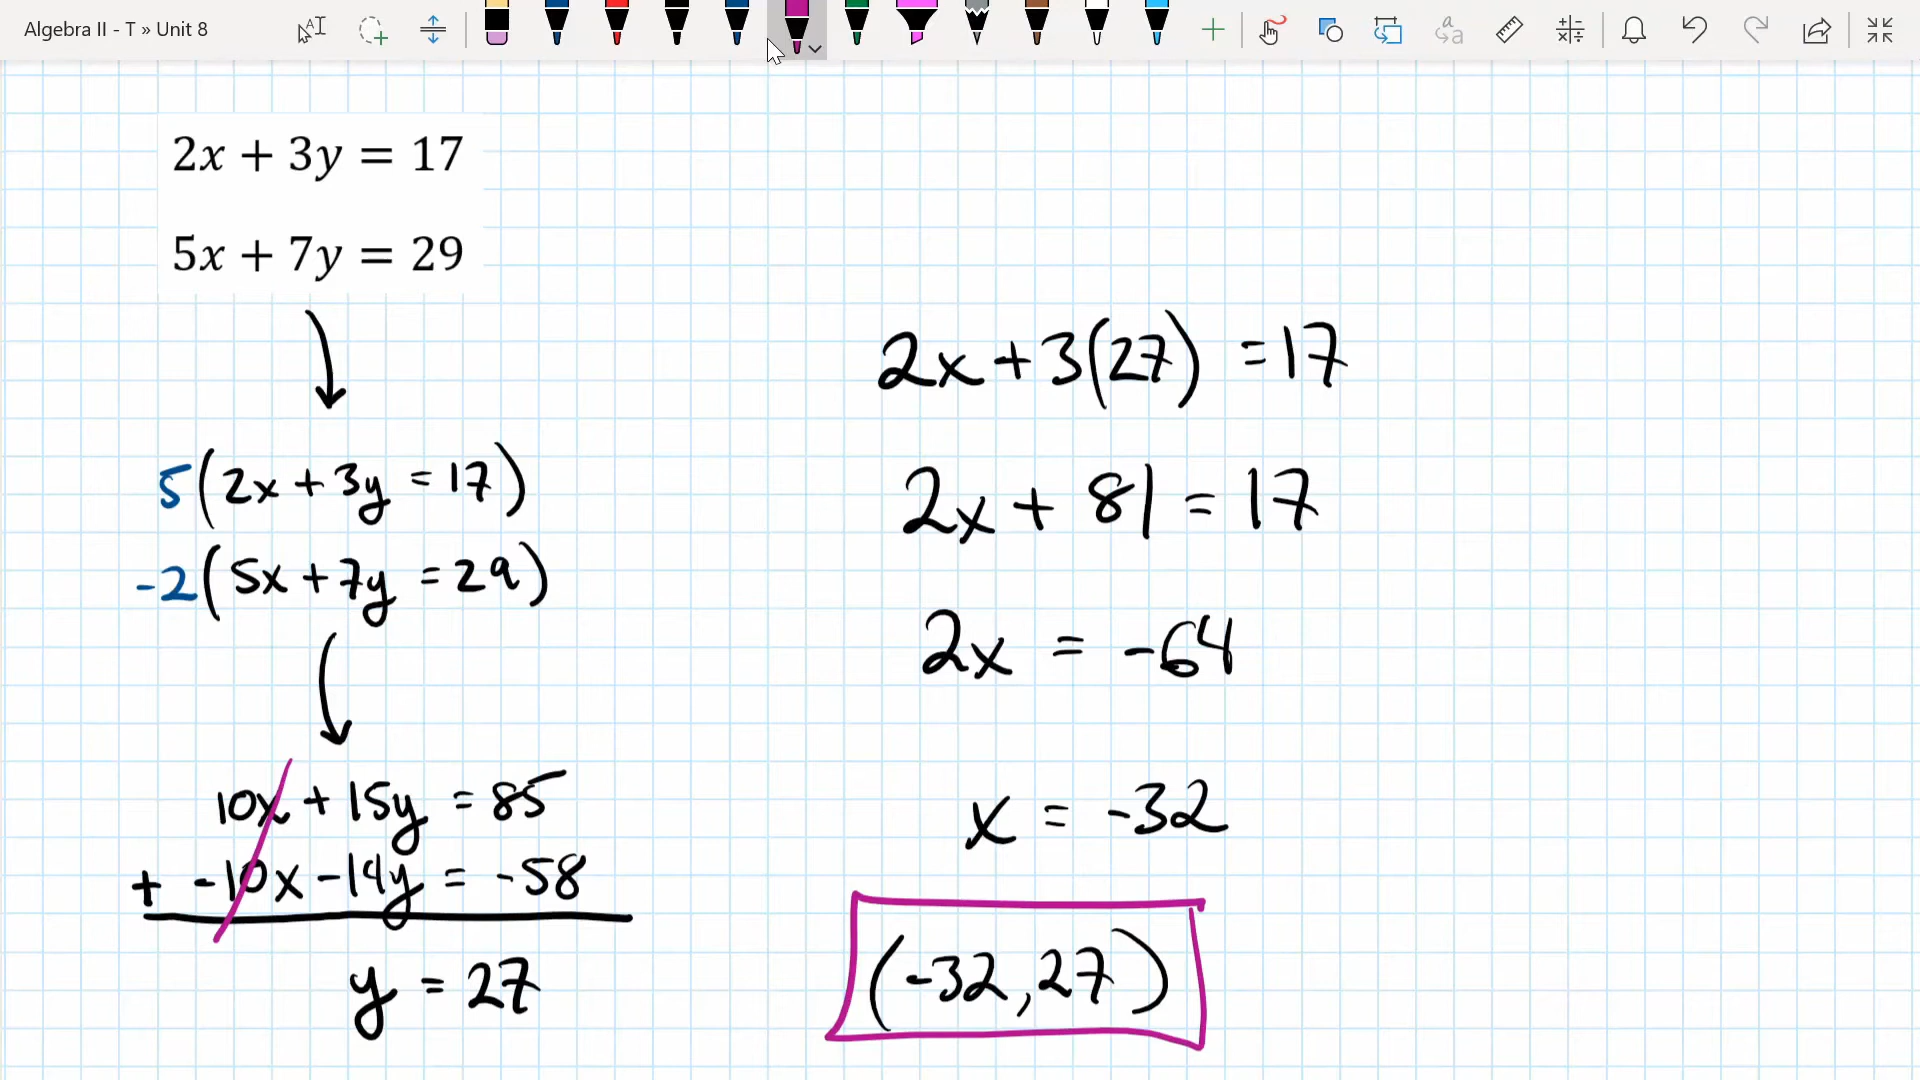 Algebra II - T » Unit 8
2x + 3y = 17
5x + 7y = 29
5(2x + 3y = 17)
-2(5x + 7y = 29)
10x + 15y = 85
+ -10x - 14y = -58
y = 27
2x + 3(27) = 17
2x + 81 = 17
2x = -64
x = -32
(-32, 27)